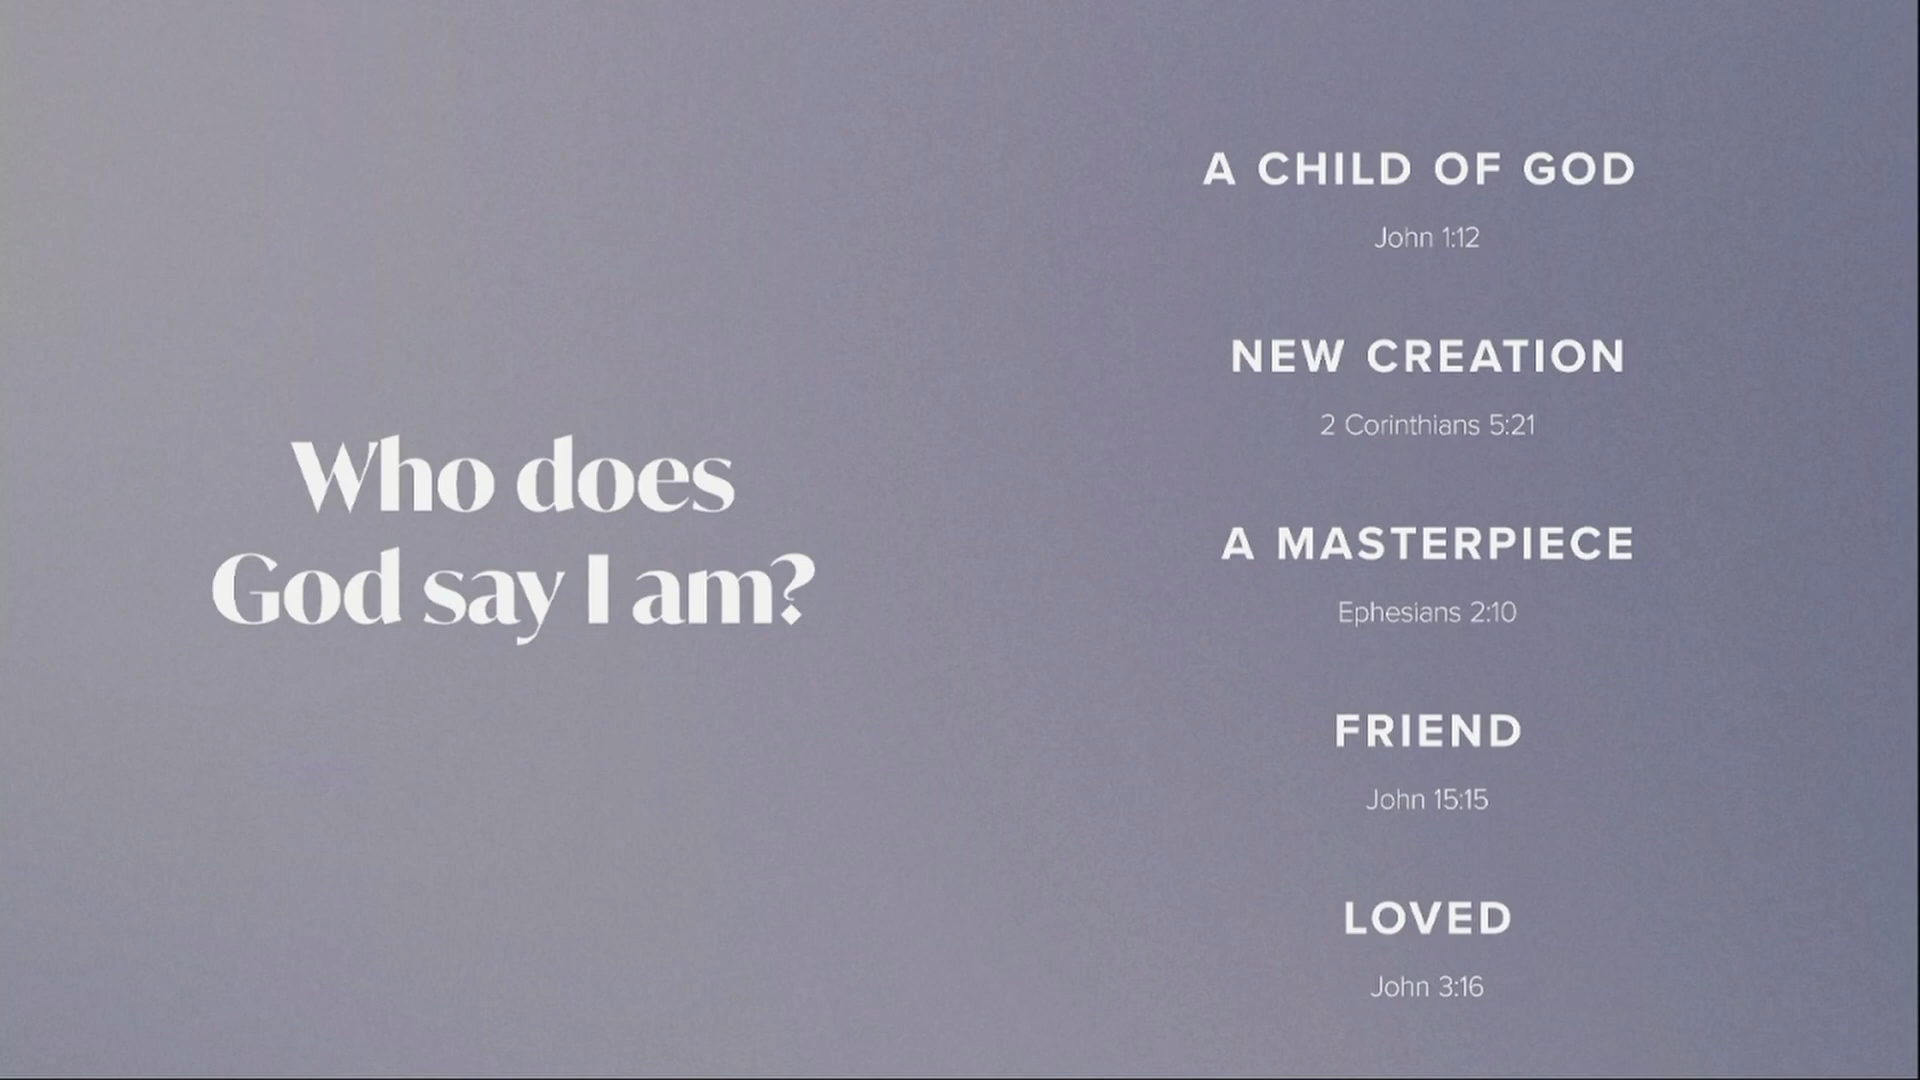 Who does
God say I am?
A CHILD OF GOD
John 1:12
NEW CREATION
2 Corinthians 5:21
A MASTERPIECE
Ephesians 2:10
FRIEND
John 15:15
LOVED
John 3:16